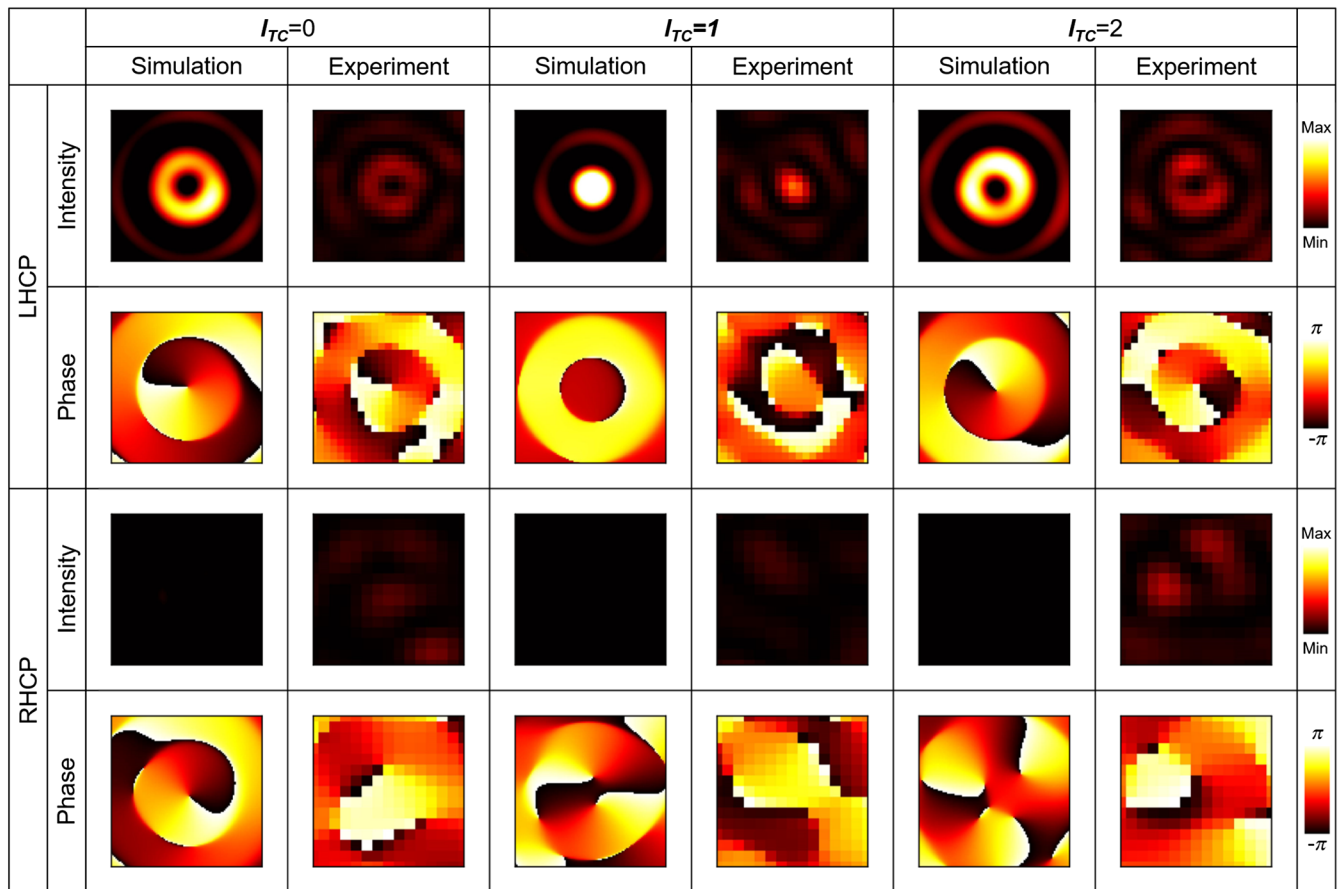 l_TC=0
l_TC=1
l_TC=2
Simulation
Experiment
Simulation
Experiment
Simulation
Experiment
LHCP
Intensity
Max
Min
Phase
π
-π
RHCP
Intensity
Max
Min
Phase
π
-π